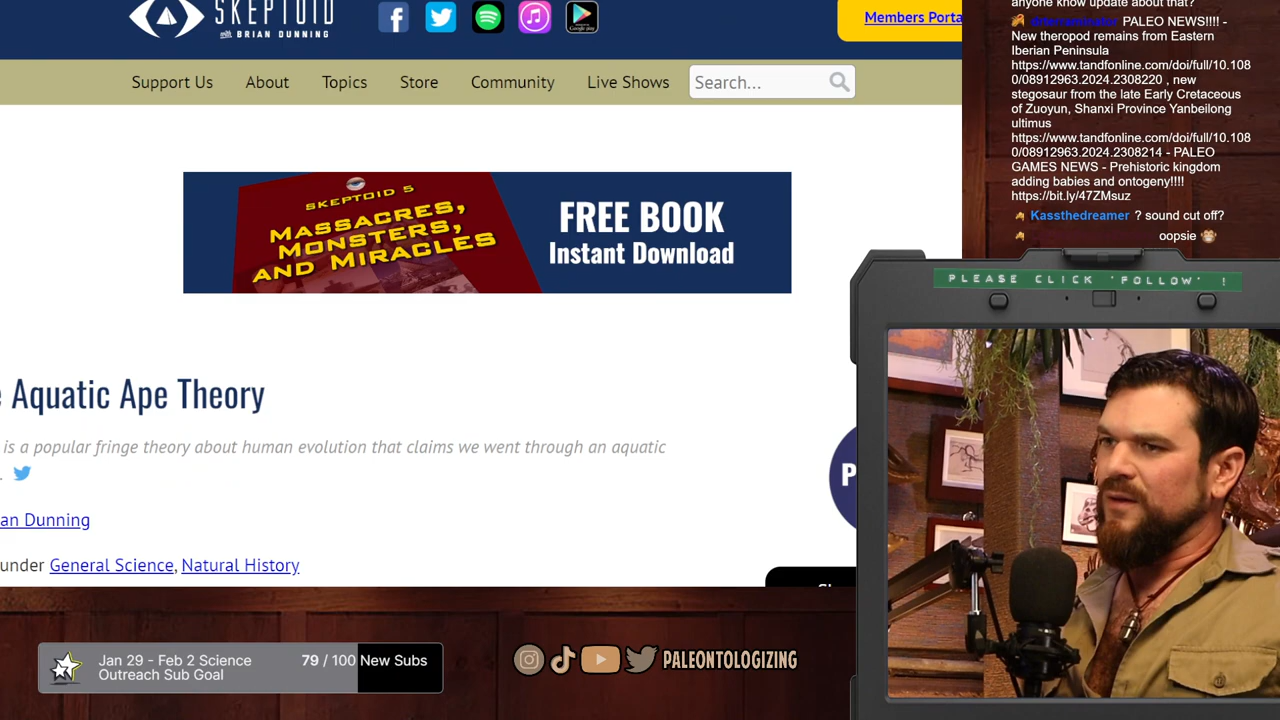 SKEPTOID
WITH BRIAN DUNNING
Google play
Members Porta
Support Us
About
Topics
Store
Community
Live Shows
Search...
SKEPTOID 5
MASSACRES,
MONSTERS,
AND MIRACLES
FREE BOOK
Instant Download
Aquatic Ape Theory
is a popular fringe theory about human evolution that claims we went through an aquatic
an Dunning
under General Science, Natural History
P
anyone know update about that?
PALEO NEWS!!!! -
New theropod remains from Eastern
Iberian Peninsula
https://www.tandfonline.com/doi/full/10.108
0/08912963.2024.2308220 , new
stegosaur from the late Early Cretaceous
of Zuoyun, Shanxi Province Yanbeilong
ultimus
https://www.tandfonline.com/doi/full/10.108
0/08912963.2024.2308214 - PALEO
GAMES NEWS - Prehistoric kingdom
adding babies and ontogeny!!!!
https://bit.ly/47ZMsuz
Kassthedreamer ? sound cut off?
oopsie
PLEASE CLICK 'FOLLOW' !
Jan 29 - Feb 2 Science
Outreach Sub Goal
79 / 100 New Subs
PALEONTOLOGIZING